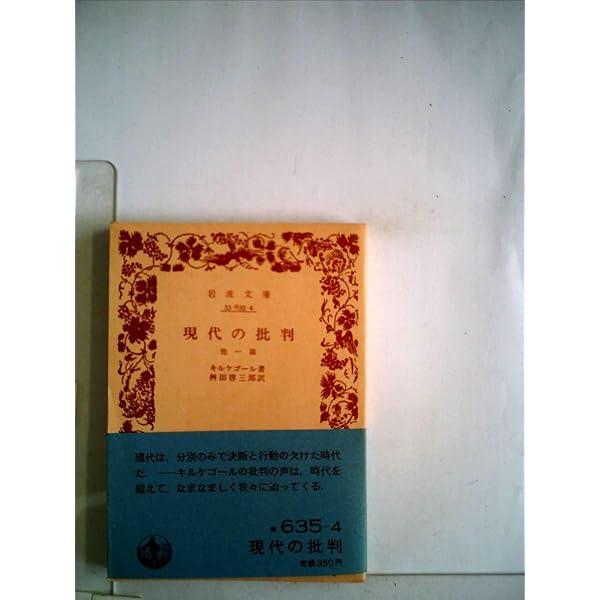 岩波文庫
33-635-4
現代の批判
他一篇
キルケゴール著
桝田啓三郎訳
現代は，分別のみで決断と行動の欠けた時代
だ．——キルケゴールの批判の声は，時代を
超えて，なまなましく我々に迫ってくる．
青 635-4
現代の批判
定価350円